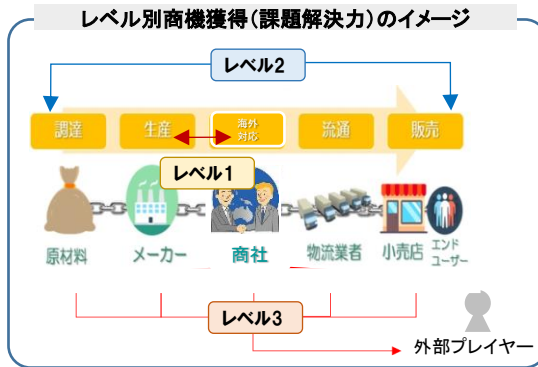 レベル別商機獲得(課題解決力)のイメージ
レベル2
調達
生産
海外
対応
流通
販売
レベル1
原材料
メーカー
商社
物流業者
小売店
エンド
ユーザー
レベル3
外部プレイヤー